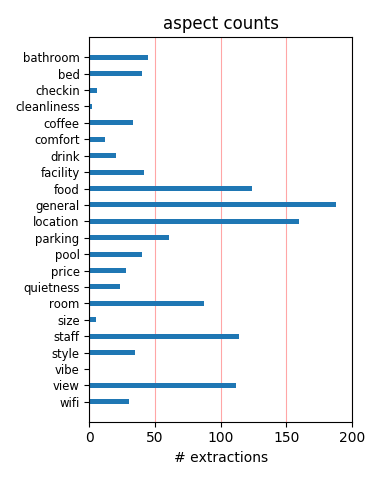 aspect counts
bathroom
bed
checkin
cleanliness
coffee
comfort
drink
facility
food
general
location
parking
pool
price
quietness
room
size
staff
style
vibe
view
wifi
0 50 100 150 200
# extractions